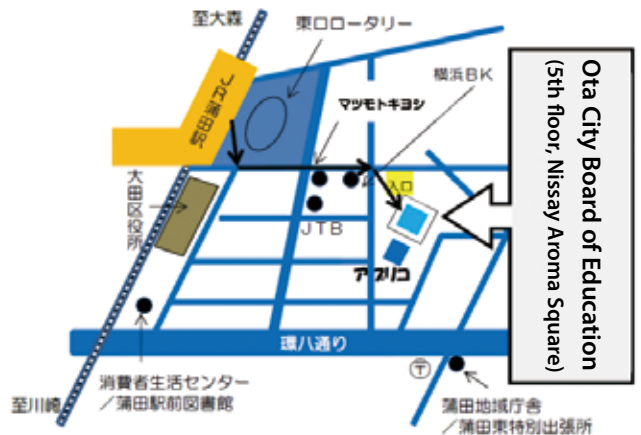 至大森
東口ロータリー
横浜BK
JR蒲田駅
マツモトキヨシ
入口
大田区役所
JTB
アプリコ
Ota City Board of Education
(5th floor, Nissay Aroma Square)
環八通り
消費者生活センター
／蒲田駅前図書館
至川崎
〒
蒲田地域庁舎
／蒲田東特別出張所